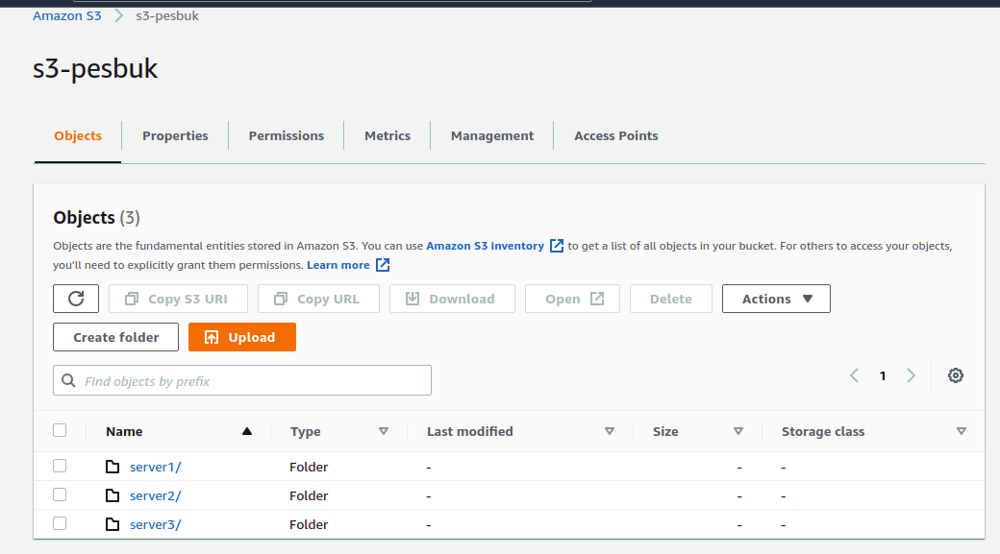 Amazon S3 > s3-pesbuk
s3-pesbuk
Objects Properties Permissions Metrics Management Access Points
Objects (3)
Objects are the fundamental entities stored in Amazon S3. You can use Amazon S3 inventory to get a list of all objects in your bucket. For others to access your objects,
you'll need to explicitly grant them permissions. Learn more
Copy S3 URI Copy URL Download Open Delete Actions
Create folder Upload
Find objects by prefix 1
Name Type Last modified Size Storage class
server1/ Folder - - -
server2/ Folder - - -
server3/ Folder - - -